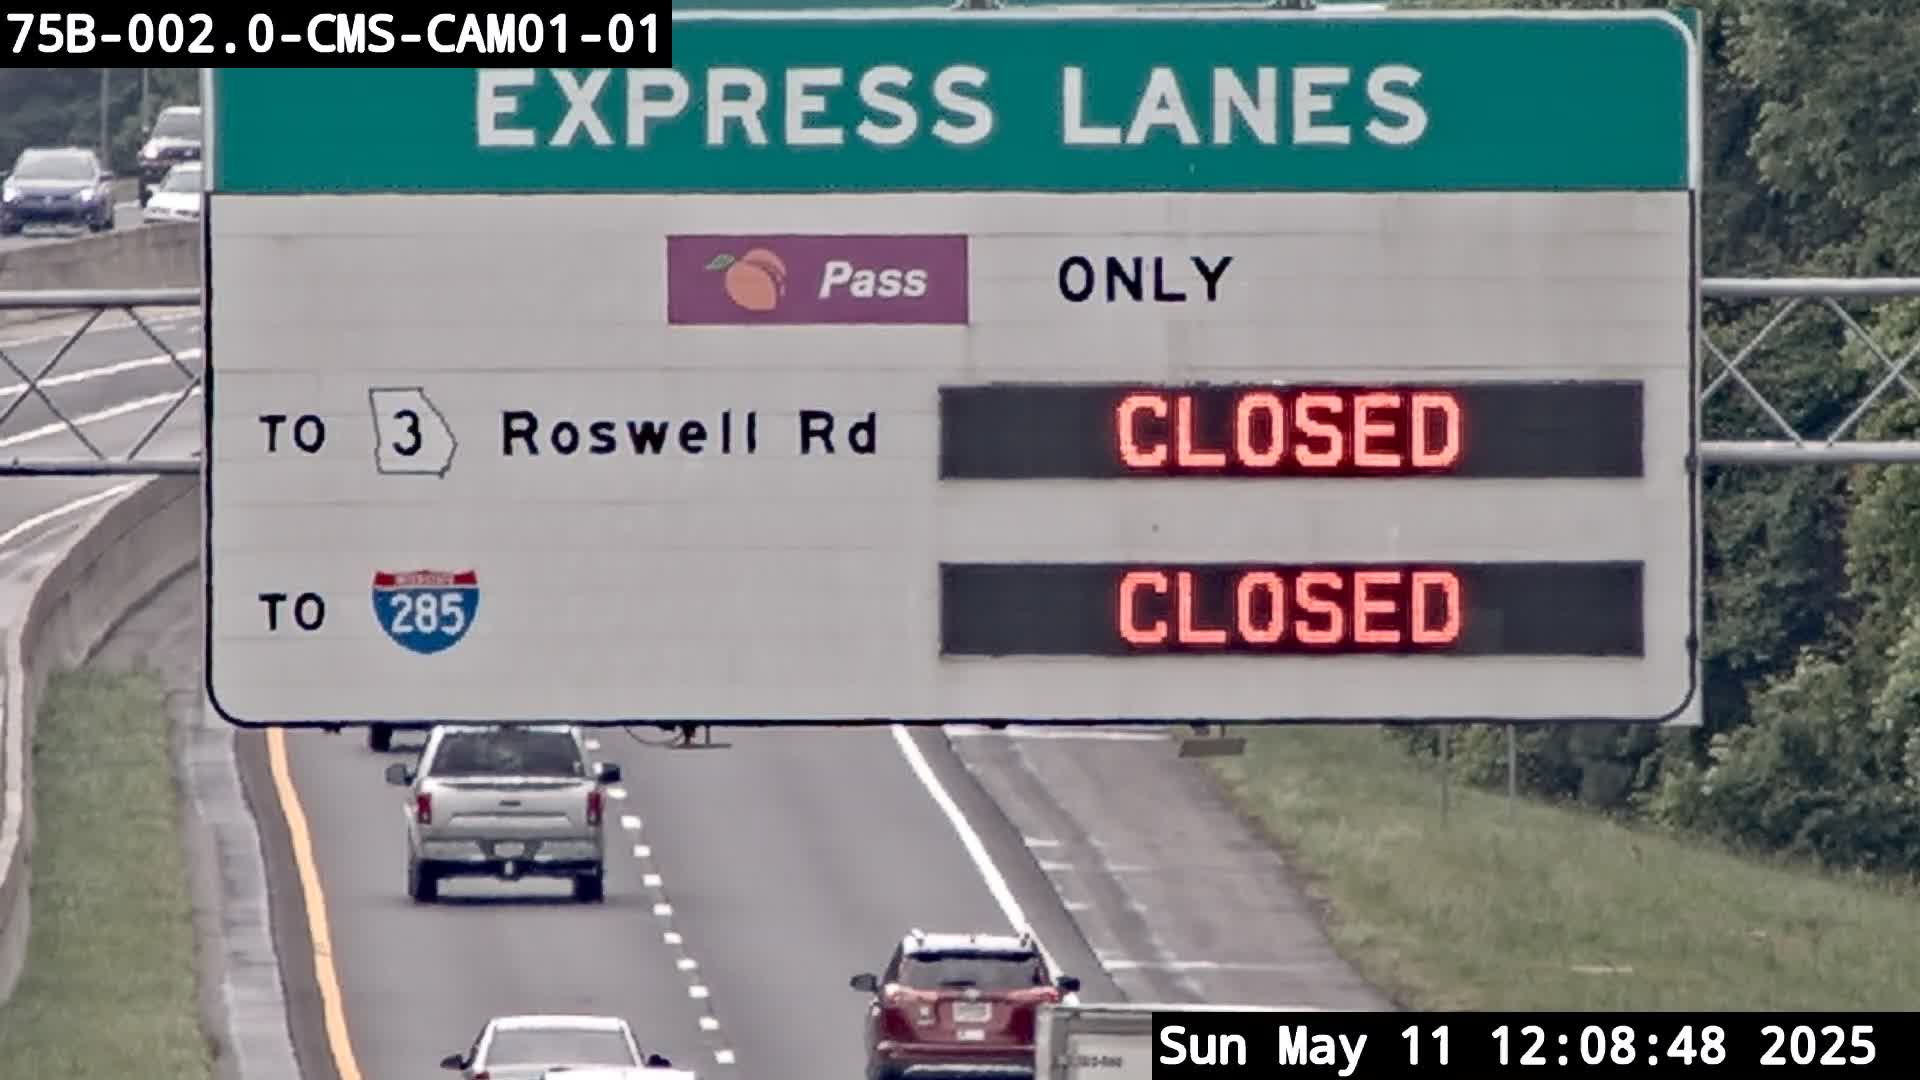 75B-002.0-CMS-CAM01-01
EXPRESS LANES
Pass ONLY
TO 3 Roswell Rd CLOSED
INTERSTATE
TO 285 CLOSED
Sun May 11 12:08:48 2025